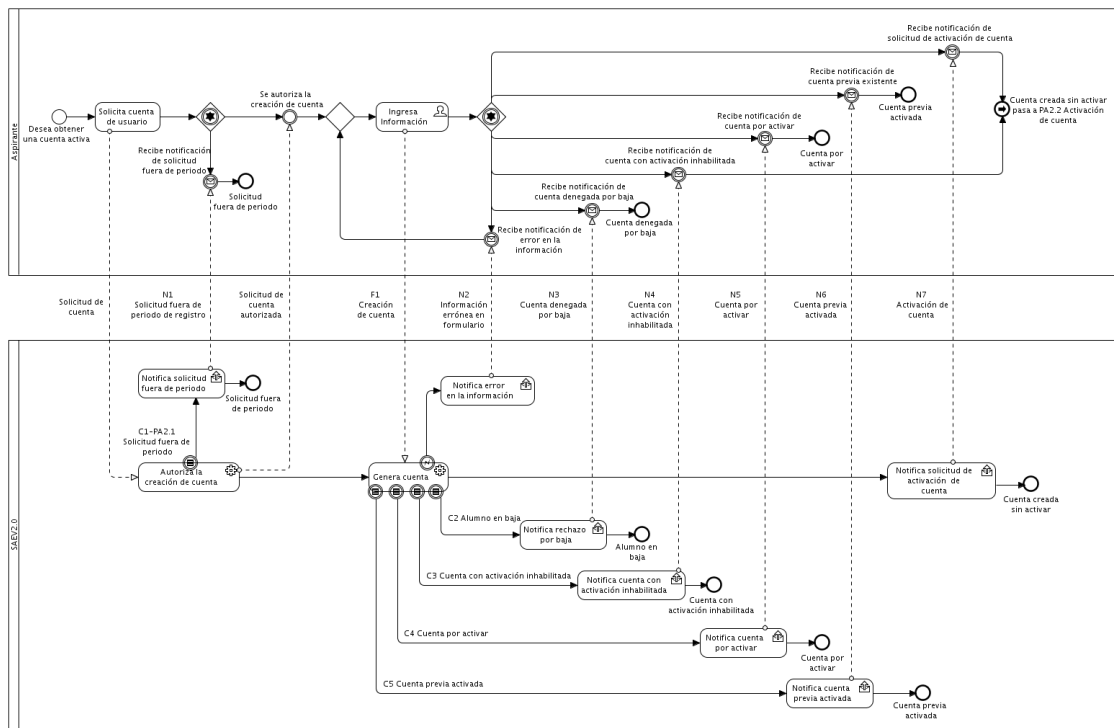 Aspirante
Desea obtener
una cuenta activa
Solicita cuenta
de usuario
Recibe notificación
de solicitud
fuera de periodo
Solicitud
fuera de periodo
Se autoriza la
creación de cuenta
Ingresa
Información
Recibe notificación de
solicitud de activación de cuenta
Recibe notificación de
cuenta previa existente
Cuenta previa
activada
Recibe notificación de
cuenta por activar
Cuenta por
activar
Recibe notificación de
cuenta con activación inhabilitada
Recibe notificación de
cuenta denegada por baja
Cuenta denegada
por baja
Recibe notificación de
error en la
información
Cuenta creada sin activar
pasa a PA2.2 Activación
de cuenta
Solicitud de
cuenta
N1
Solicitud fuera de
periodo de registro
Solicitud de
cuenta
autorizada
F1
Creación
de cuenta
N2
Información
errónea en
formulario
N3
Cuenta denegada
por baja
N4
Cuenta con
activación
inhabilitada
N5
Cuenta por
activar
N6
Cuenta previa
activada
N7
Activación de
cuenta
SAEV2.0
Notifica solicitud
fuera de periodo
Solicitud fuera
de periodo
C1-PA2.1
Solicitud fuera de
periodo
Autoriza la
creación de cuenta
Notifica error
en la información
Genera cuenta
Notifica solicitud de
activación de
cuenta
Cuenta creada
sin activar
C2 Alumno en baja
Notifica rechazo
por baja
Alumno en
baja
C3 Cuenta con activación inhabilitada
Notifica cuenta con
activación inhabilitada
Cuenta con
activación inhabilitada
C4 Cuenta por activar
Notifica cuenta
por activar
Cuenta por
activar
C5 Cuenta previa activada
Notifica cuenta
previa activada
Cuenta previa
activada